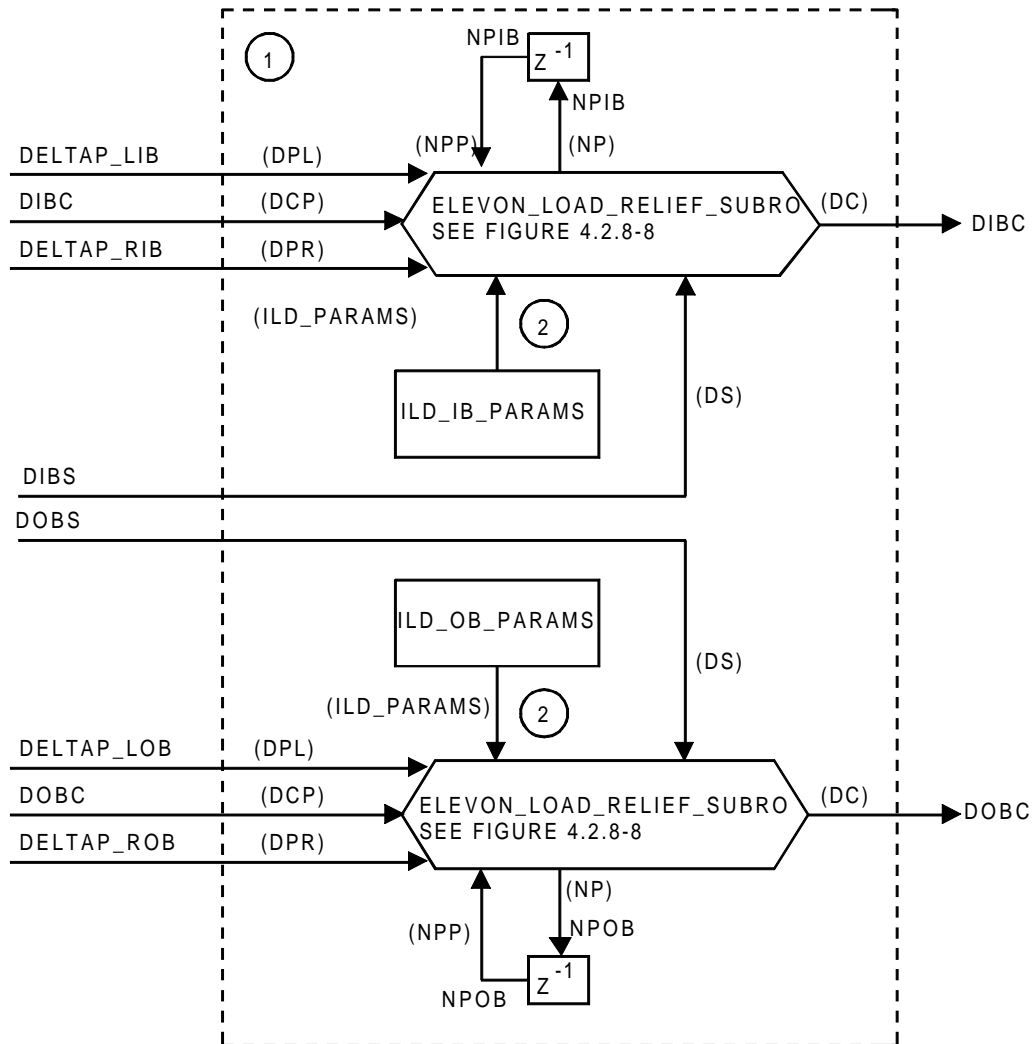 1
NPIB
Z -1
NPIB
(NPP)
(NP)
DELTAP_LIB (DPL)
DIBC (DCP)
DELTAP_RIB (DPR)
ELEVON_LOAD_RELIEF_SUBRO
SEE FIGURE 4.2.8-8
(DC)
DIBC
(ILD_PARAMS)
2
ILD_IB_PARAMS
(DS)
DIBS
DOBS
ILD_OB_PARAMS
(DS)
(ILD_PARAMS)
2
DELTAP_LOB (DPL)
DOBC (DCP)
DELTAP_ROB (DPR)
ELEVON_LOAD_RELIEF_SUBRO
SEE FIGURE 4.2.8-8
(DC)
DOBC
(NP)
(NPP)
NPOB
Z -1
NPOB